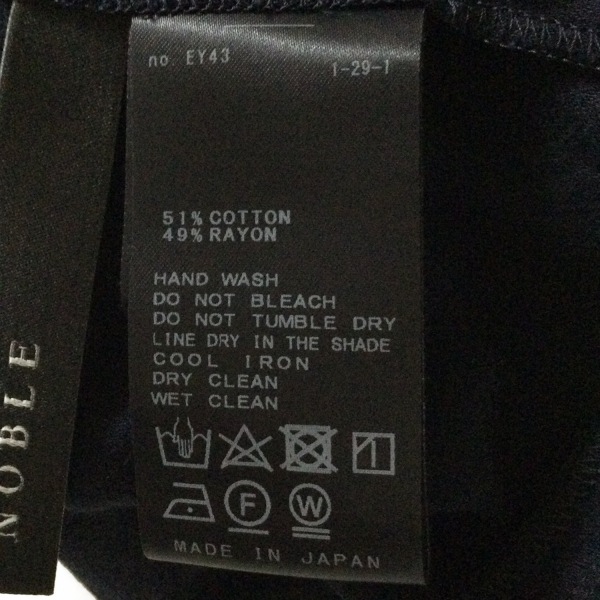 no. EY43
1-29-1
51% COTTON
49% RAYON
HAND WASH
DO NOT BLEACH
DO NOT TUMBLE DRY
LINE DRY IN THE SHADE
COOL IRON
DRY CLEAN
WET CLEAN
F
W
MADE IN JAPAN
NOBLE